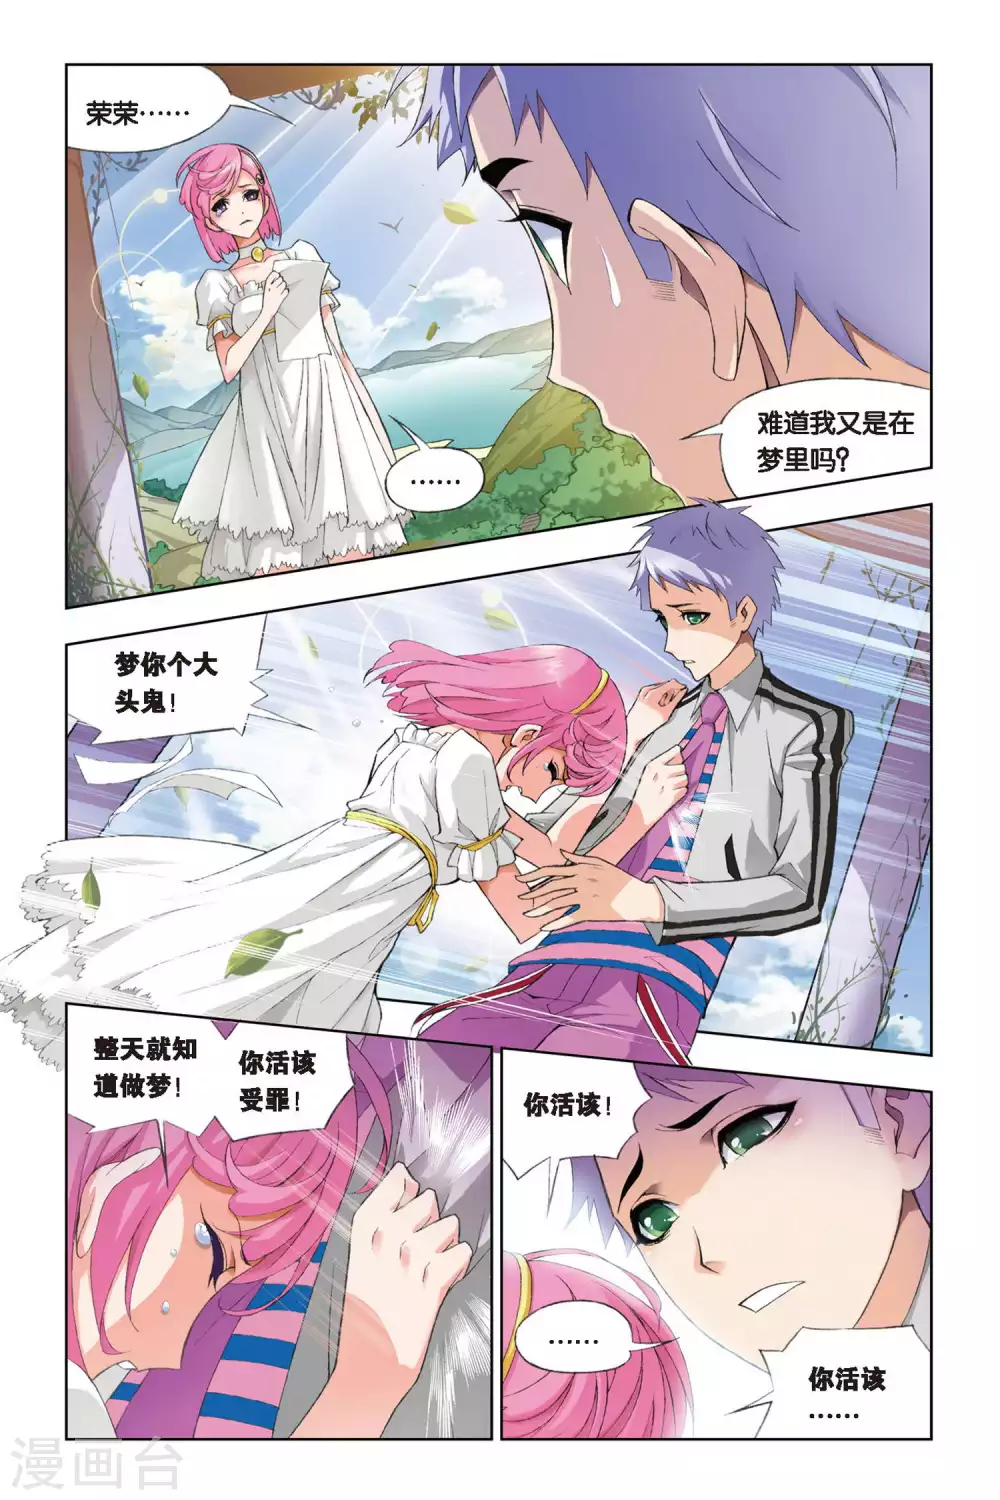 荣荣……
……
难道我又是在
梦里吗?
梦你个大
头鬼!
整天就知
道做梦!
你活该
受罪!
你活该!
……
你活该
……
漫画台